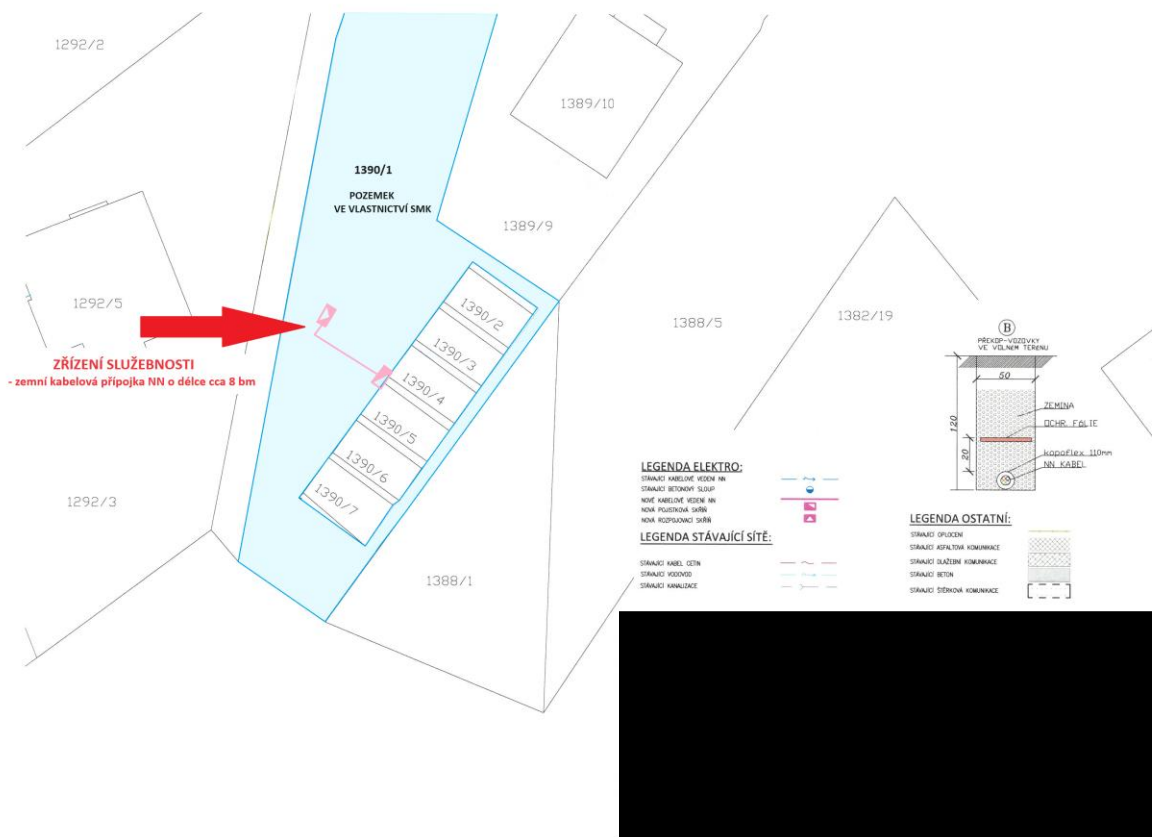 1292/2
1389/10
1390/1
POZEMEK
VE VLASTNICTVÍ SMK
1389/9
1292/5
1390/2
1390/3
1390/4
1390/5
1390/6
1390/7
1388/5
1382/19
ZŘÍZENÍ SLUŽEBNOSTI
- zemní kabelová přípojka NN o délce cca 8 bm
1292/3
1388/1
B
PŘEKOP-VOZOVKY
VE VOLNEM TERENU
50
120
20
ZEMINA
OCHR. FóLIE
kopoflex 110mm
NN KABEL
LEGENDA ELEKTRO:
STÁVAJÍCÍ KABELOVÉ VEDENÍ NN
STÁVAJÍCÍ BETONOVÝ SLOUP
NOVÉ KABELOVÉ VEDENÍ NN
NOVÁ POJISTKOVÁ SKŘÍŇ
NOVÁ ROZPOJOVACÍ SKŘÍŇ
LEGENDA STÁVAJÍCÍ SÍTĚ:
STÁVAJÍCÍ KABEL CETIN
STÁVAJÍCÍ VODOVOD
STÁVAJÍCÍ KANALIZACE
LEGENDA OSTATNÍ:
STÁVAJÍCÍ OPLOCENÍ
STÁVAJÍCÍ ASFALTOVÁ KOMUNIKACE
STÁVAJÍCÍ DLAŽEBNÍ KOMUNIKACE
STÁVAJÍCÍ BETON
STÁVAJÍCÍ ŠTĚRKOVÁ KOMUNIKACE